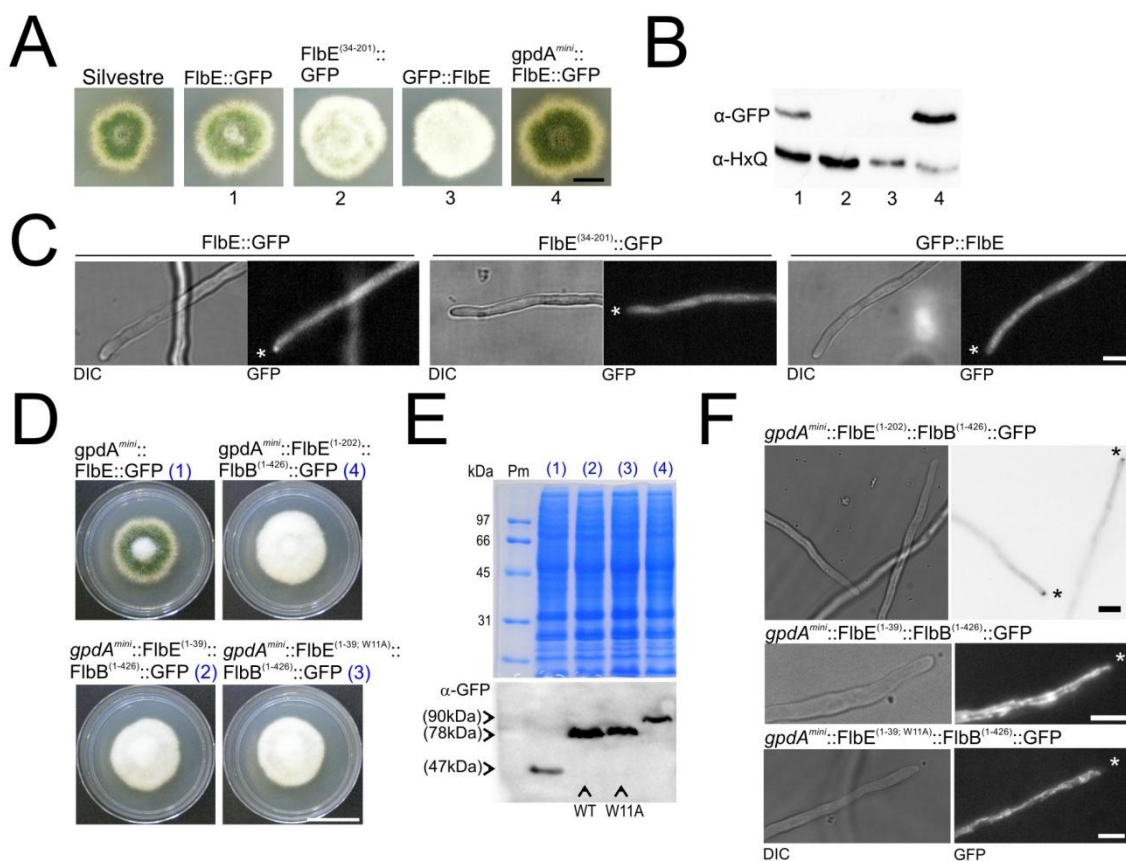 A
Silvestre
FlbE::GFP
FlbE(34-201)::
GFP
GFP::FlbE
gpdAmini::
FlbE::GFP
1
2
3
4
B
α-GFP
α-HxQ
1 2 3 4
C
FlbE::GFP
FlbE(34-201)::GFP
GFP::FlbE
*
*
*
DIC
GFP
DIC
GFP
DIC
GFP
D
gpdAmini::
FlbE::GFP (1)
gpdAmini::FlbE(1-202)::
FlbB(1-426)::GFP (4)
gpdAmini::FlbE(1-39)::
FlbB(1-426)::GFP (2)
gpdAmini::FlbE(1-39; W11A)::
FlbB(1-426)::GFP (3)
E
kDa Pm (1) (2) (3) (4)
97
66
45
31
α-GFP
(90kDa)
(78kDa)
(47kDa)
WT W11A
F
gpdAmini::FlbE(1-202)::FlbB(1-426)::GFP
*
*
gpdAmini::FlbE(1-39)::FlbB(1-426)::GFP
*
gpdAmini::FlbE(1-39; W11A)::FlbB(1-426)::GFP
*
DIC
GFP